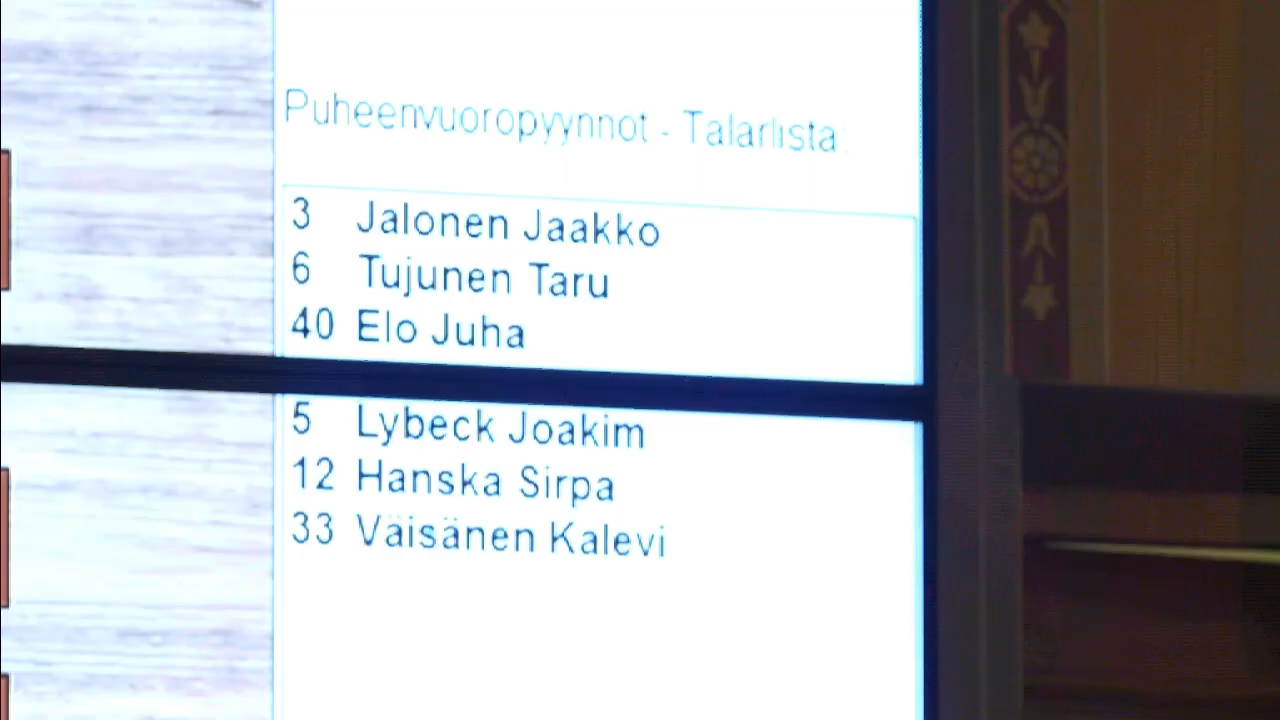 Puheenvuoropyynnöt - Talarlista
3 Jalonen Jaakko
6 Tujunen Taru
40 Elo Juha
5 Lybeck Joakim
12 Hanska Sirpa
33 Väisänen Kalevi